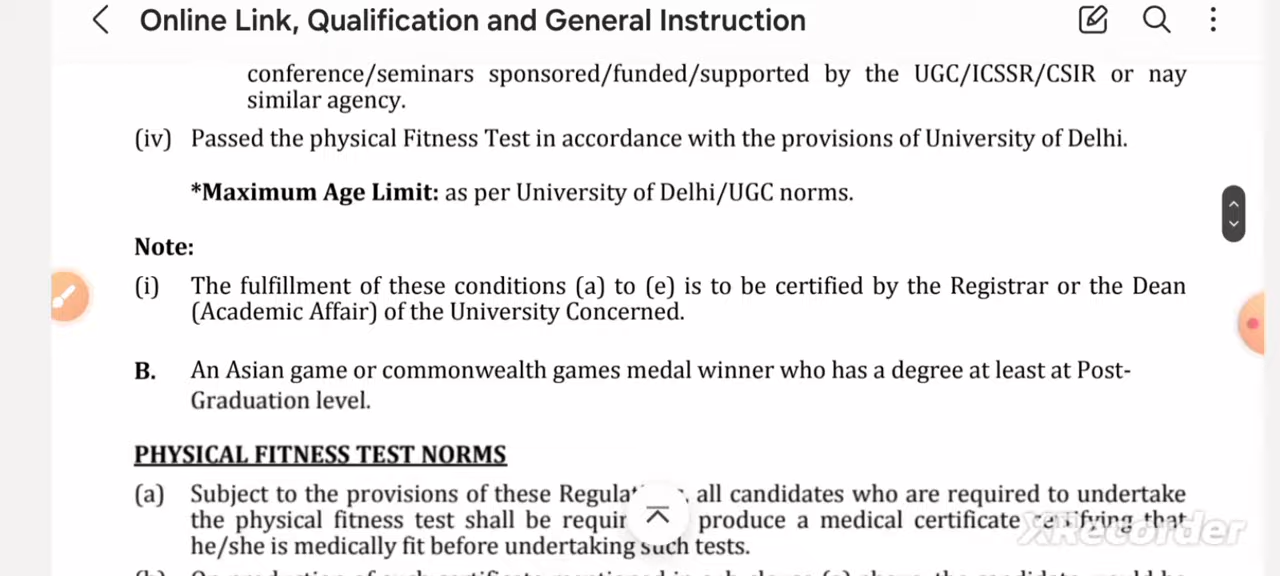 Online Link, Qualification and General Instruction
conference/seminars sponsored/funded/supported by the UGC/ICSSR/CSIR or nay
similar agency.
(iv) Passed the physical Fitness Test in accordance with the provisions of University of Delhi.
*Maximum Age Limit: as per University of Delhi/UGC norms.
Note:
(i) The fulfillment of these conditions (a) to (e) is to be certified by the Registrar or the Dean
(Academic Affair) of the University Concerned.
B. An Asian game or commonwealth games medal winner who has a degree at least at Post-
Graduation level.
PHYSICAL FITNESS TEST NORMS
(a) Subject to the provisions of these all candidates who are required to undertake
the physical fitness test shall be produce a medical certificate certifying that
he/she is medically fit before undertaking such tests.
XRecorder